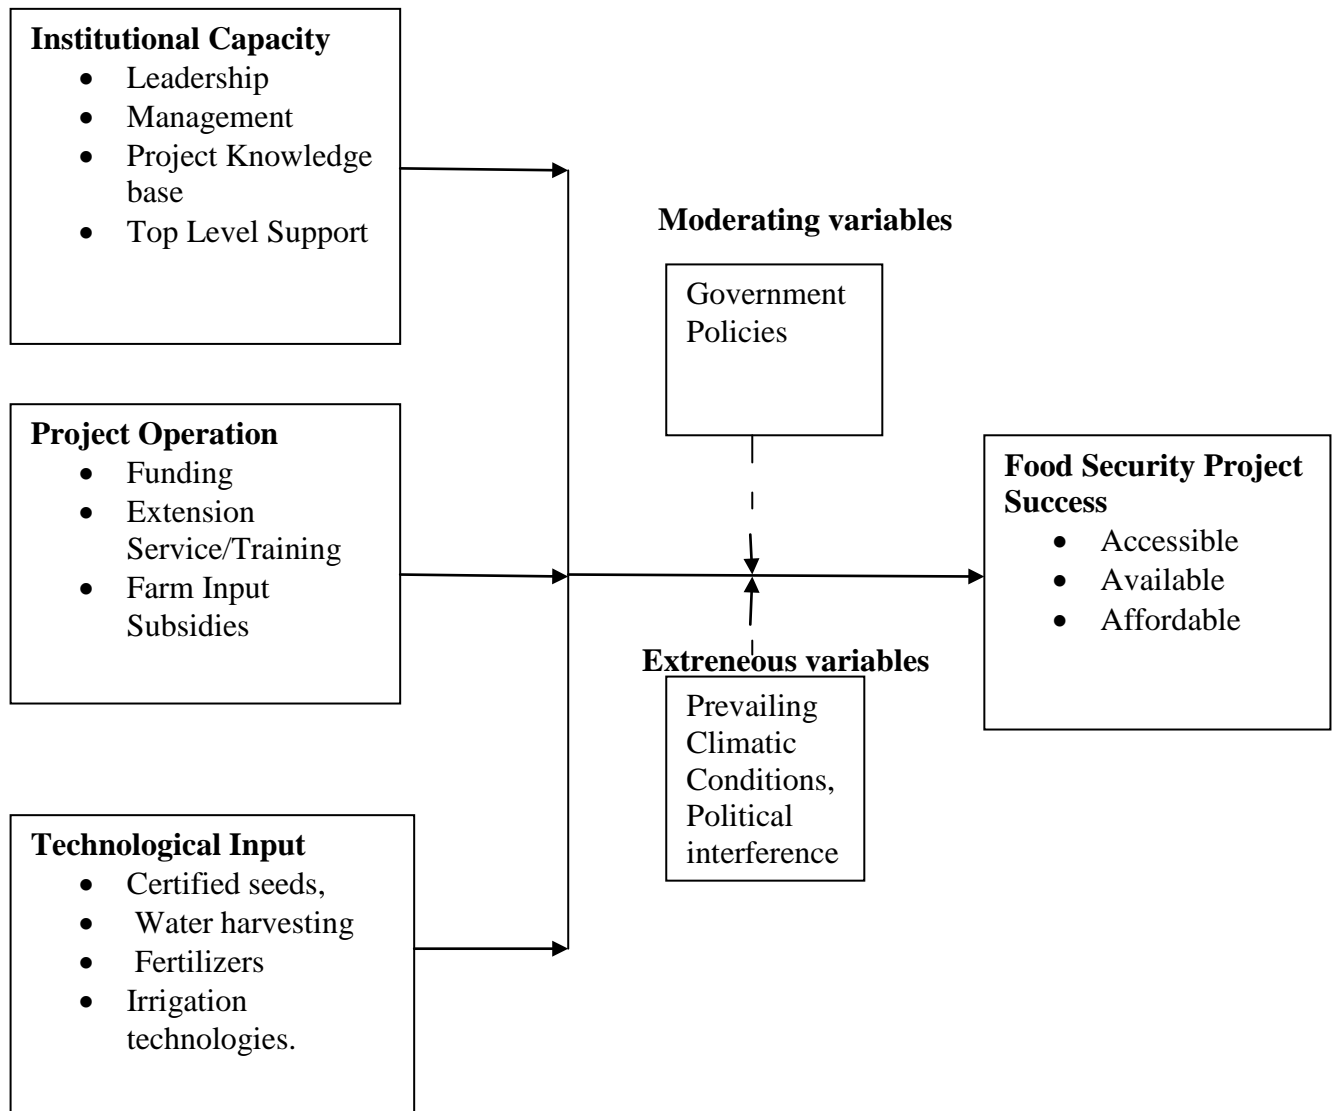 Institutional Capacity
• Leadership
• Management
• Project Knowledge
base
• Top Level Support
Project Operation
• Funding
• Extension
Service/Training
• Farm Input
Subsidies
Technological Input
• Certified seeds,
• Water harvesting
• Fertilizers
• Irrigation
technologies.
Moderating variables
Government
Policies
Extreneous variables
Prevailing
Climatic
Conditions,
Political
interference
Food Security Project
Success
• Accessible
• Available
• Affordable